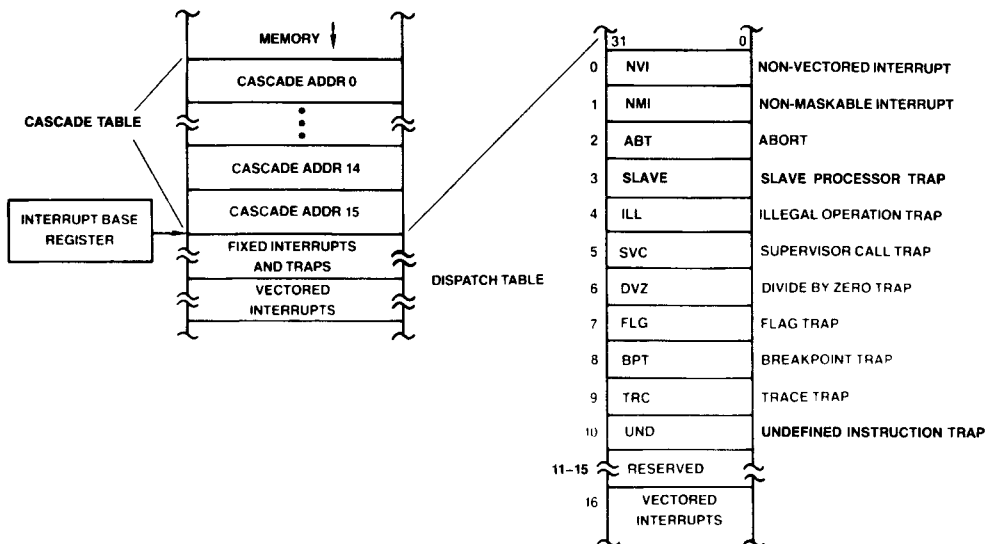 MEMORY
CASCADE ADDR 0
CASCADE TABLE
CASCADE ADDR 14
CASCADE ADDR 15
INTERRUPT BASE
REGISTER
FIXED INTERRUPTS
AND TRAPS
VECTORED
INTERRUPTS
DISPATCH TABLE
31 0
0 NVI NON-VECTORED INTERRUPT
1 NMI NON-MASKABLE INTERRUPT
2 ABT ABORT
3 SLAVE SLAVE PROCESSOR TRAP
4 ILL ILLEGAL OPERATION TRAP
5 SVC SUPERVISOR CALL TRAP
6 DVZ DIVIDE BY ZERO TRAP
7 FLG FLAG TRAP
8 BPT BREAKPOINT TRAP
9 TRC TRACE TRAP
10 UND UNDEFINED INSTRUCTION TRAP
11-15 RESERVED
16 VECTORED
INTERRUPTS